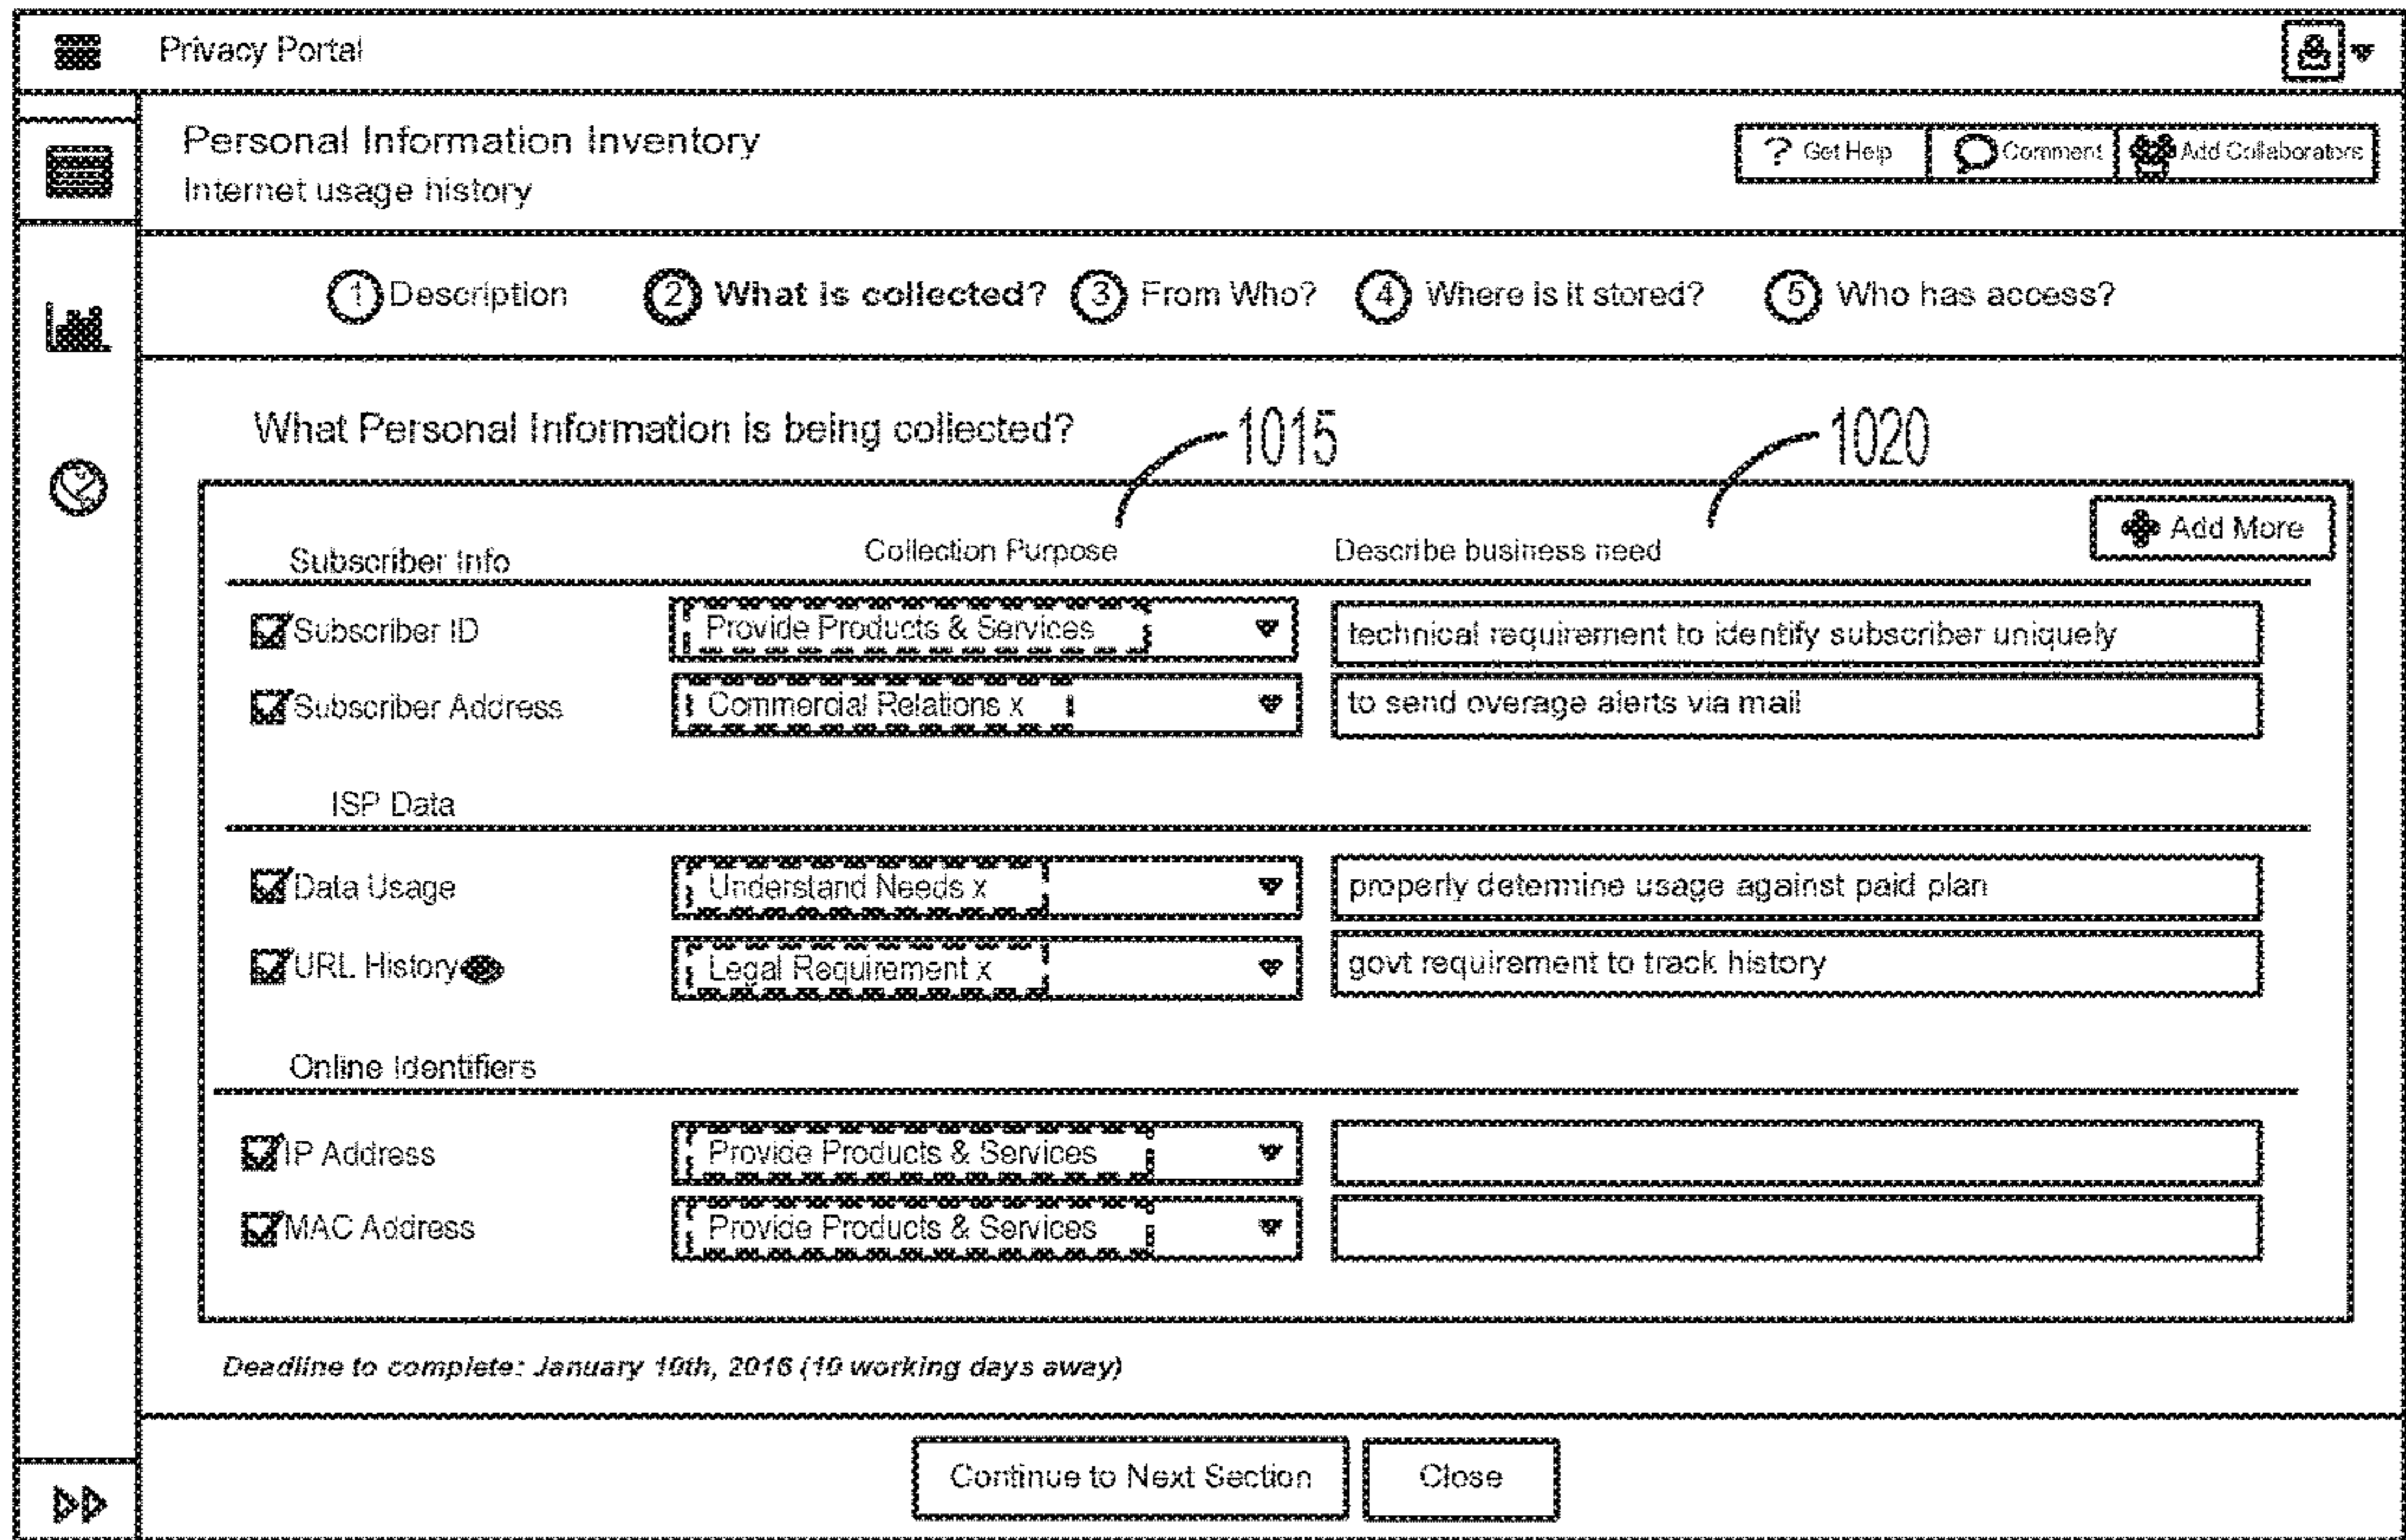 Privacy Portal
Personal Information Inventory
Internet usage history
? Get Help
Comment
Add Collaborators
1 Description
2 What is collected?
3 From Who?
4 Where is it stored?
5 Who has access?
What Personal Information is being collected?
1015
1020
Add More
Subscriber Info
Collection Purpose
Describe business need
Subscriber ID
Provide Products & Services
technical requirement to identify subscriber uniquely
Subscriber Address
Commercial Relations x
to send overage alerts via mail
ISP Data
Data Usage
Understand Needs x
properly determine usage against paid plan
URL History
Legal Requirement x
govt requirement to track history
Online Identifiers
IP Address
Provide Products & Services
MAC Address
Provide Products & Services
Deadline to complete: January 10th, 2016 (10 working days away)
Continue to Next Section
Close